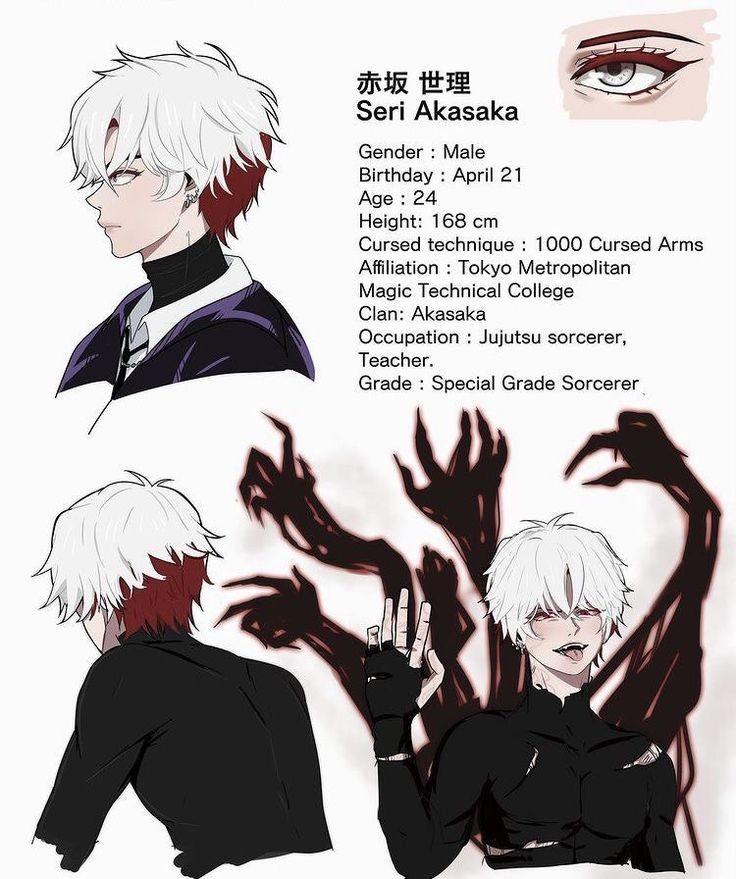 赤坂 世理
Seri Akasaka
Gender : Male
Birthday : April 21
Age : 24
Height: 168 cm
Cursed technique : 1000 Cursed Arms
Affiliation : Tokyo Metropolitan
Magic Technical College
Clan: Akasaka
Occupation : Jujutsu sorcerer,
Teacher.
Grade : Special Grade Sorcerer